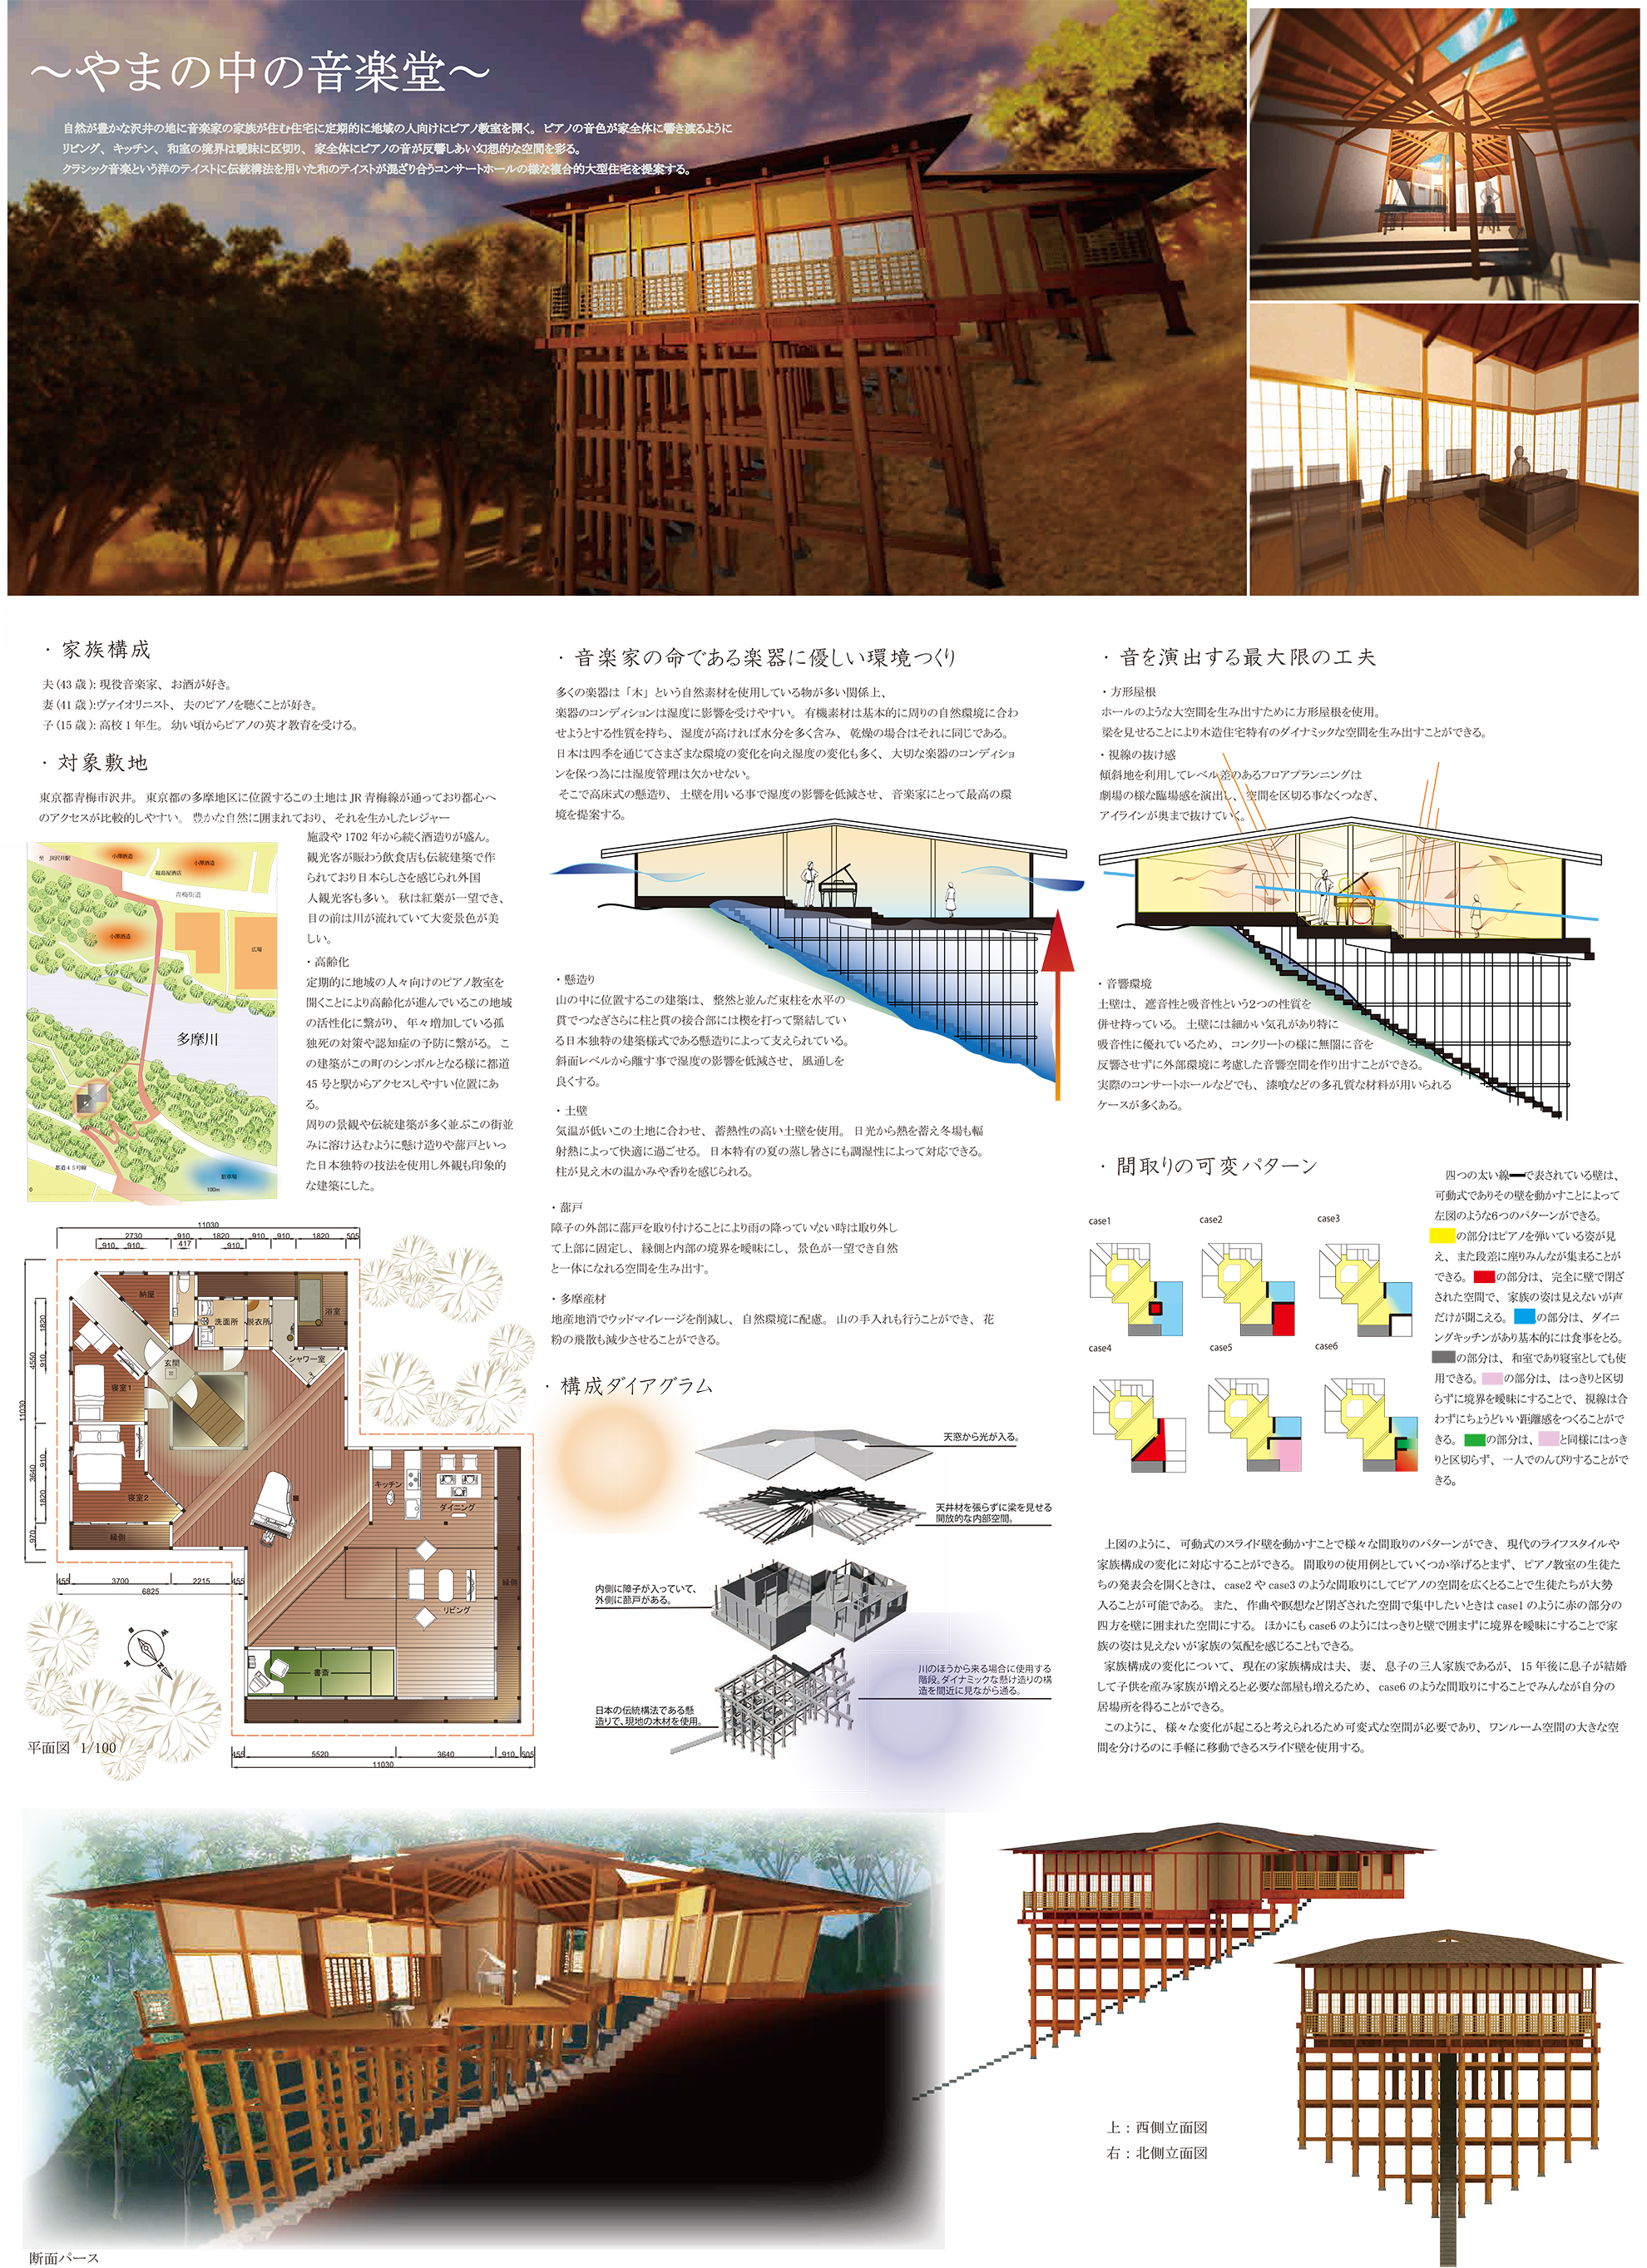 ～やまの中の音楽堂～
自然が豊かな沢井の地に音楽家の家族が住む住宅に定期的に地域の人向けにピアノ教室を開く。ピアノの音色が家全体に響き渡るように
リビング、キッチン、和室の境界は曖昧に区切り、家全体にピアノの音が反響しあい幻想的な空間を彩る。
クラシック音楽という洋のテイストに伝統構法を用いた和のテイストが混ざり合うコンサートホールの様な複合的大型住宅を提案する。
・家族構成
夫（43 歳）：現役音楽家、お酒が好き。
妻（41 歳）：ヴァイオリニスト、夫のピアノを聴くことが好き。
子（15 歳）：高校 1 年生。幼い頃からピアノの英才教育を受ける。
・対象敷地
東京都青梅市沢井。東京都の多摩地区に位置するこの土地は JR 青梅線が通っており都心へ
のアクセスが比較的しやすい。豊かな自然に囲まれており、それを生かしたレジャー
施設や 1702 年から続く酒造りが盛ん。
観光客が賑わう飲食店も伝統建築で作
られており日本らしさを感じられ外国
人観光客も多い。秋は紅葉が一望でき、
目の前は川が流れていて大変景色が美
しい。
・高齢化
定期的に地域の人々向けのピアノ教室を
開くことにより高齢化が進んでいるこの地域
の活性化に繋がり、年々増加している孤
独死の対策や認知症の予防に繋がる。こ
の建築がこの町のシンボルとなる様に都道
45 号と駅からアクセスしやすい位置にあ
る。
周りの景観や伝統建築が多く並ぶこの街並
みに溶け込むように懸け造りや蔀戸といっ
た日本独特の技法を使用し外観も印象的
な建築にした。
至 JR沢井駅
小澤酒造
小澤酒造
福島屋酒店
青梅街道
小澤酒造
広場
多摩川
都道45号線
駐車場
0
100m
11030
2730
910
1820
910
910
1820
505
910
910
417
910
11030
1820
910
4550
910
3640
1820
970
納屋
洗面所
脱衣所
浴室
シャワー室
玄関
寝室1
寝室2
縁側
キッチン
ダイニング
リビング
縁側
書斎
455
3700
2215
455
6825
平面図 1/100
455
5520
3640
910
505
11030
・音楽家の命である楽器に優しい環境つくり
多くの楽器は「木」という自然素材を使用している物が多い関係上、
楽器のコンディションは湿度に影響を受けやすい。有機素材は基本的に周りの自然環境に合わ
せようとする性質を持ち、湿度が高ければ水分を多く含み、乾燥の場合はそれに同じである。
日本は四季を通じてさまざまな環境の変化を向え湿度の変化も多く、大切な楽器のコンディショ
ンを保つ為には湿度管理は欠かせない。
そこで高床式の懸造り、土壁を用いる事で湿度の影響を低減させ、音楽家にとって最高の環
境を提案する。
・懸造り
山の中に位置するこの建築は、整然と並んだ束柱を水平の
貫でつなぎさらに柱と貫の接合部には楔を打って緊結してい
る日本独特の建築様式である懸造りによって支えられている。
斜面レベルから離す事で湿度の影響を低減させ、風通しを
良くする。
・土壁
気温が低いこの土地に合わせ、蓄熱性の高い土壁を使用。日光から熱を蓄え冬場も輻
射熱によって快適に過ごせる。日本特有の夏の蒸し暑さにも調湿性によって対応できる。
柱が見え木の温かみや香りを感じられる。
・蔀戸
障子の外部に蔀戸を取り付けることにより雨の降っていない時は取り外し
て上部に固定し、縁側と内部の境界を曖昧にし、景色が一望でき自然
と一体になれる空間を生み出す。
・多摩産材
地産地消でウッドマイレージを削減し、自然環境に配慮。山の手入れも行うことができ、花
粉の飛散も減少させることができる。
・構成ダイアグラム
天窓から光が入る。
天井材を張らずに梁を見せる
開放的な内部空間。
内側に障子が入っていて、
外側に蔀戸がある。
川のほうから来る場合に使用する
階段。ダイナミックな懸け造りの構
造を間近に見ながら通る。
日本の伝統構法である懸
造りで、現地の木材を使用。
・音を演出する最大限の工夫
・方形屋根
ホールのような大空間を生み出すために方形屋根を使用。
梁を見せることにより木造住宅特有のダイナミックな空間を生み出すことができる。
・視線の抜け感
傾斜地を利用してレベル差のあるフロアプランニングは
劇場の様な臨場感を演出し、空間を区切る事なくつなぎ、
アイラインが奥まで抜けていく。
・音響環境
土壁は、遮音性と吸音性という2つの性質を
併せ持っている。土壁には細かい気孔があり特に
吸音性に優れているため、コンクリートの様に無闇に音を
反響させずに外部環境に考慮した音響空間を作り出すことができる。
実際のコンサートホールなどでも、漆喰などの多孔質な材料が用いられる
ケースが多くある。
・間取りの可変パターン
case1
case2
case3
case4
case5
case6
四つの太い線 で表されている壁は、
可動式でありその壁を動かすことによって
左図のような6つのパターンができる。
の部分はピアノを弾いている姿が見
え、また段差に座りみんなが集まることが
できる。 の部分は、完全に壁で閉ざ
された空間で、家族の姿は見えないが声
だけが聞こえる。 の部分は、ダイニ
ングキッチンがあり基本的には食事をとる。
の部分は、和室であり寝室としても使
用できる。 の部分は、はっきりと区切
らずに境界を曖昧にすることで、視線は合
わずにちょうどいい距離感をつくることがで
きる。 の部分は、 と同様にはっき
りと区切らず、一人でのんびりすることがで
きる。
上図のように、可動式のスライド壁を動かすことで様々な間取りのパターンができ、現代のライフスタイルや
家族構成の変化に対応することができる。間取りの使用例としていくつか挙げるとまず、ピアノ教室の生徒た
ちの発表会を開くときは、case2 や case3 のような間取りにしてピアノの空間を広くとることで生徒たちが大勢
入ることが可能である。また、作曲や瞑想など閉ざされた空間で集中したいときは case1 のように赤の部分の
四方を壁に囲まれた空間にする。ほかにも case6 のようにはっきりと壁で囲まずに境界を曖昧にすることで家
族の姿は見えないが家族の気配を感じることもできる。
家族構成の変化について、現在の家族構成は夫、妻、息子の三人家族であるが、15 年後に息子が結婚
して子供を産み家族が増えると必要な部屋も増えるため、case6 のような間取りにすることでみんなが自分の
居場所を得ることができる。
このように、様々な変化が起こると考えられるため可変式な空間が必要であり、ワンルーム空間の大きな空
間を分けるのに手軽に移動できるスライド壁を使用する。
断面パース
上：西側立面図
右：北側立面図